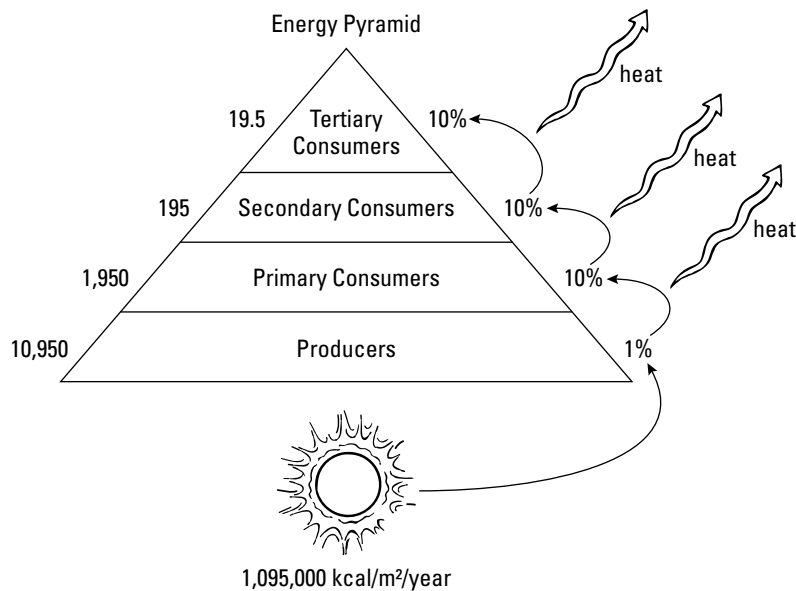 Energy Pyramid
heat
19.5
Tertiary
Consumers
10%
heat
195
Secondary Consumers
10%
heat
1,950
Primary Consumers
10%
10,950
Producers
1%
1,095,000 kcal/m²/year